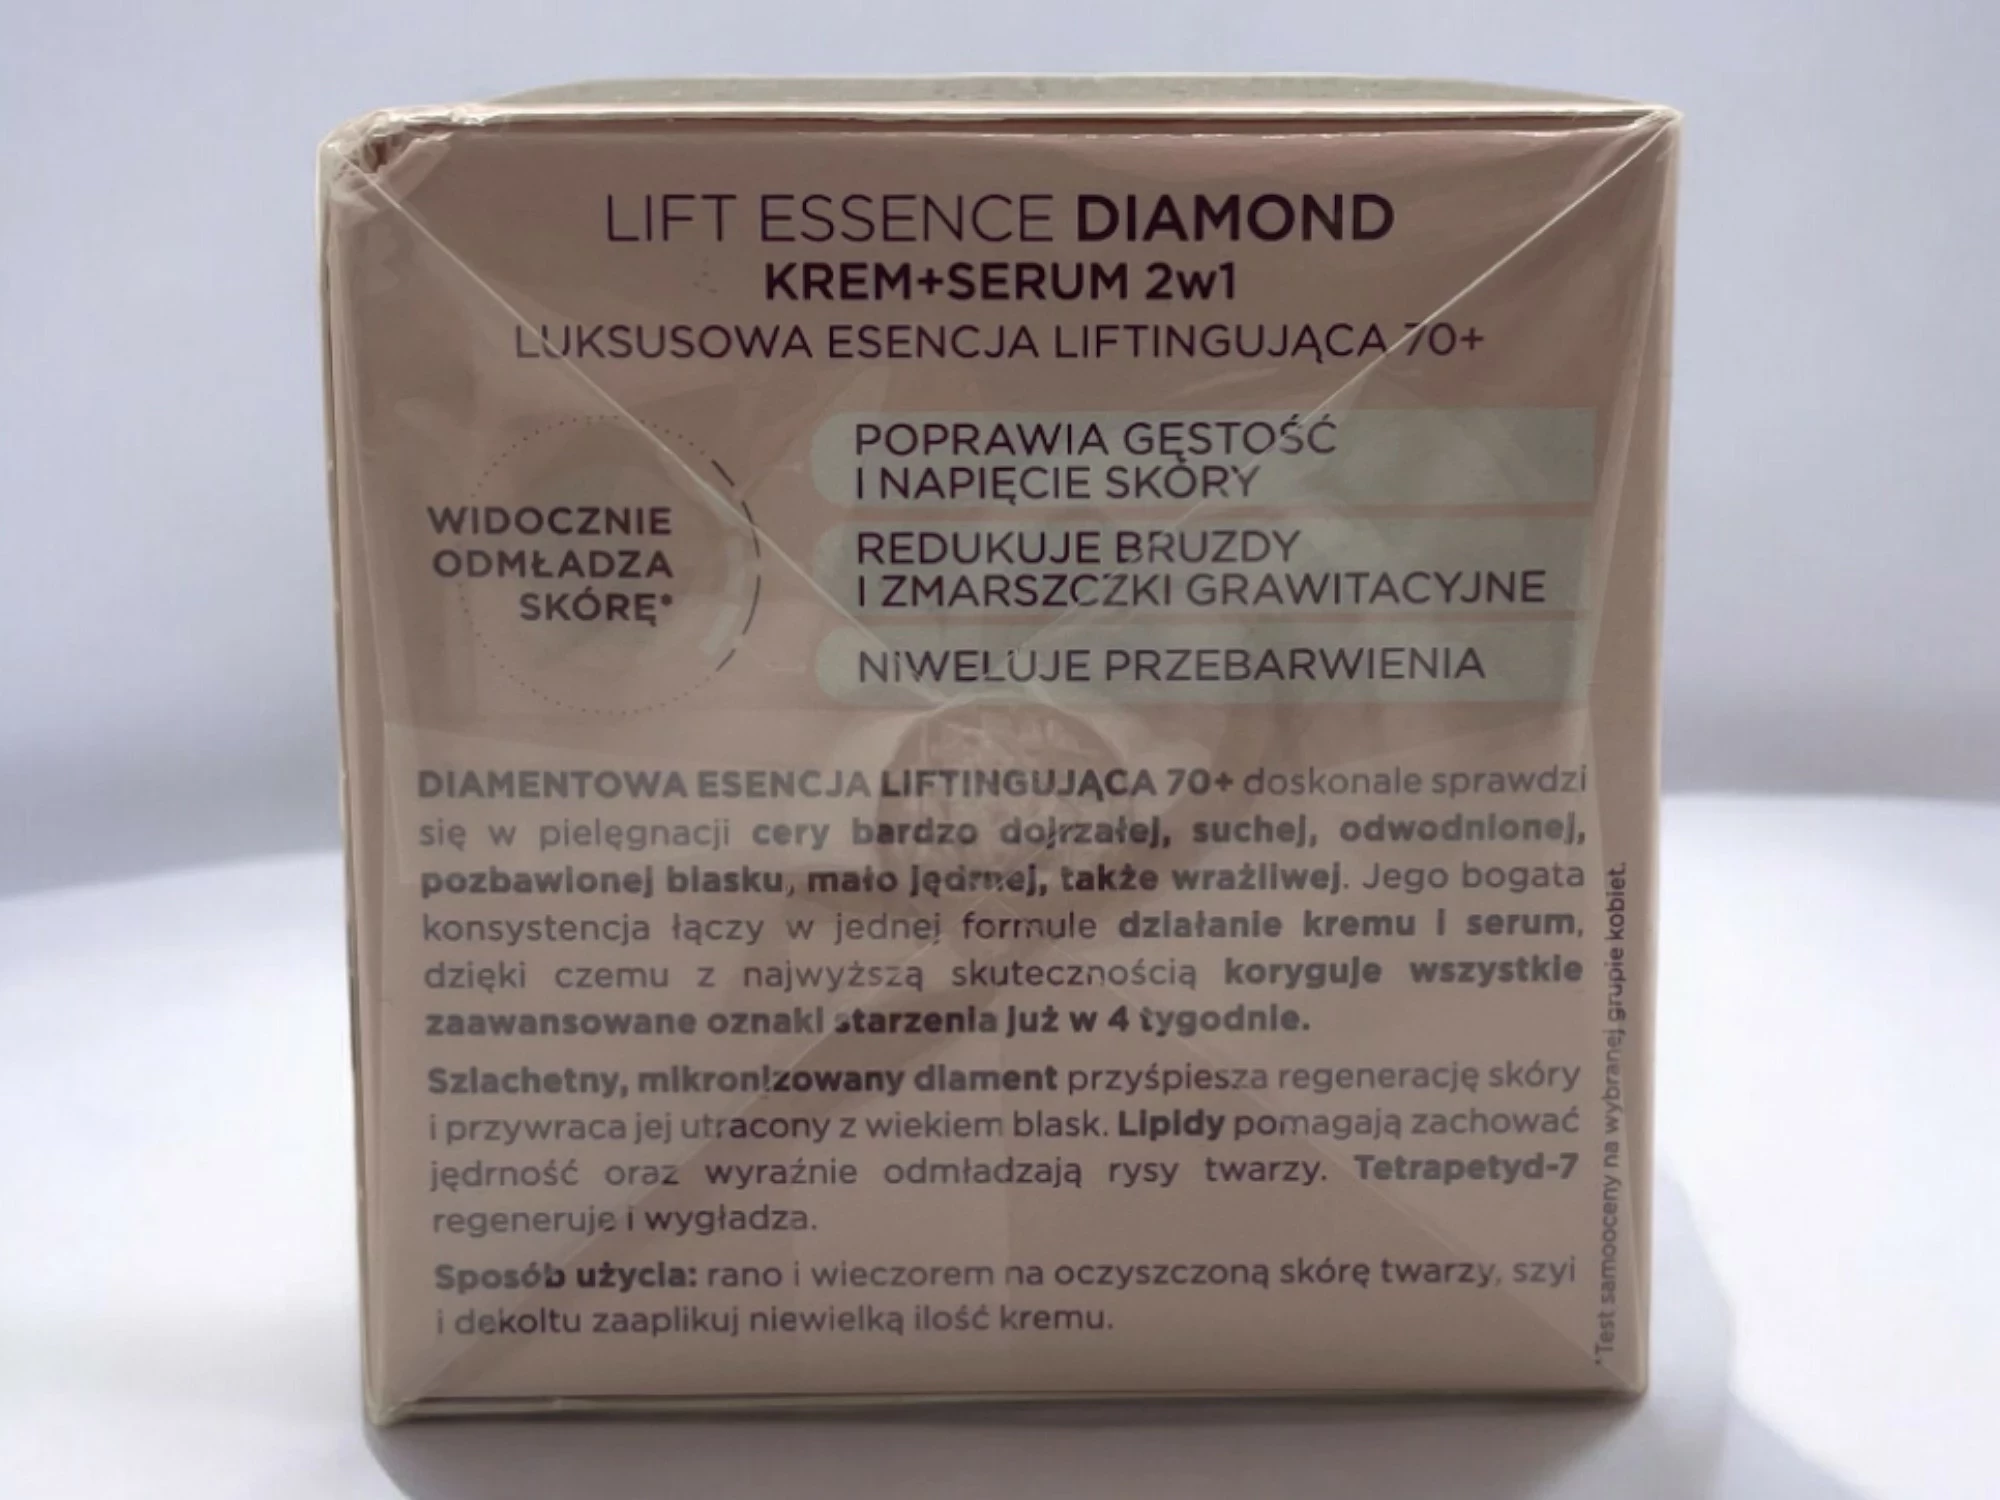 LIFT ESSENCE DIAMOND
KREM+SERUM 2w1
LUKSUSOWA ESENCJA LIFTINGUJĄCA 70+
WIDOCZNIE
ODMŁADZA
SKÓRĘ*
POPRAWIA GĘSTOŚĆ
I NAPIĘCIE SKÓRY
REDUKUJE BRUZDY
I ZMARSZCZKI GRAWITACYJNE
NIWELUJE PRZEBARWIENIA
DIAMENTOWA ESENCJA LIFTINGUJĄCA 70+ doskonale sprawdzi
się w pielęgnacji cery bardzo dojrzałej, suchej, odwodnionej,
pozbawionej blasku, mało jędrnej, także wrażliwej. Jego bogata
konsystencja łączy w jednej formule działanie kremu i serum,
dzięki czemu z najwyższą skutecznością koryguje wszystkie
zaawansowane oznaki starzenia już w 4 tygodnie.
Szlachetny, mikronizowany diament przyśpiesza regenerację skóry
i przywraca jej utracony z wiekiem blask. Lipidy pomagają zachować
jędrność oraz wyraźnie odmładzają rysy twarzy. Tetrapetyd-7
regeneruje i wygładza.
Sposób użycia: rano i wieczorem na oczyszczoną skórę twarzy, szyi
i dekoltu zaaplikuj niewielką ilość kremu.
*Test samooceny na wybranej grupie kobiet.